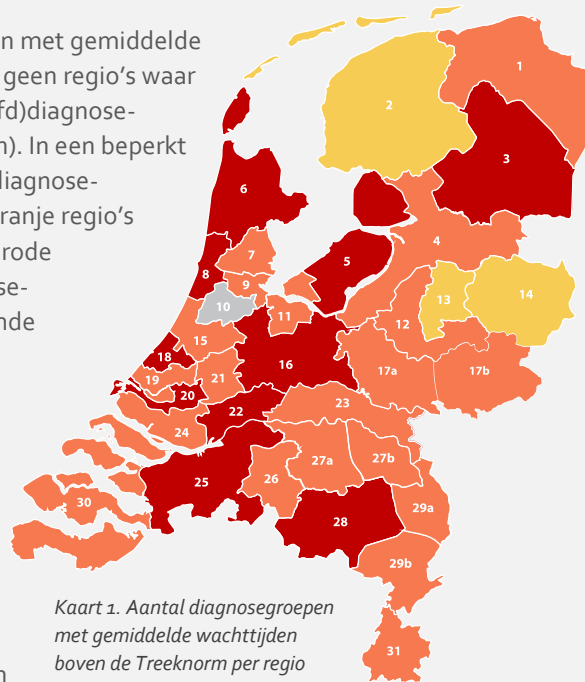 n met gemiddelde
geen regio's waar
fd)diagnose-
n). In een beperkt
diagnose-
ranje regio's
rode
se-
nde
1
2
3
6
4
7
5
8
9
13
14
10
11
12
15
18
16
17a
17b
19
21
20
23
22
24
27a
27b
26
25
30
29a
28
29b
Kaart 1. Aantal diagnosegroepen
met gemiddelde wachttijden
boven de Treeknorm per regio
31
n